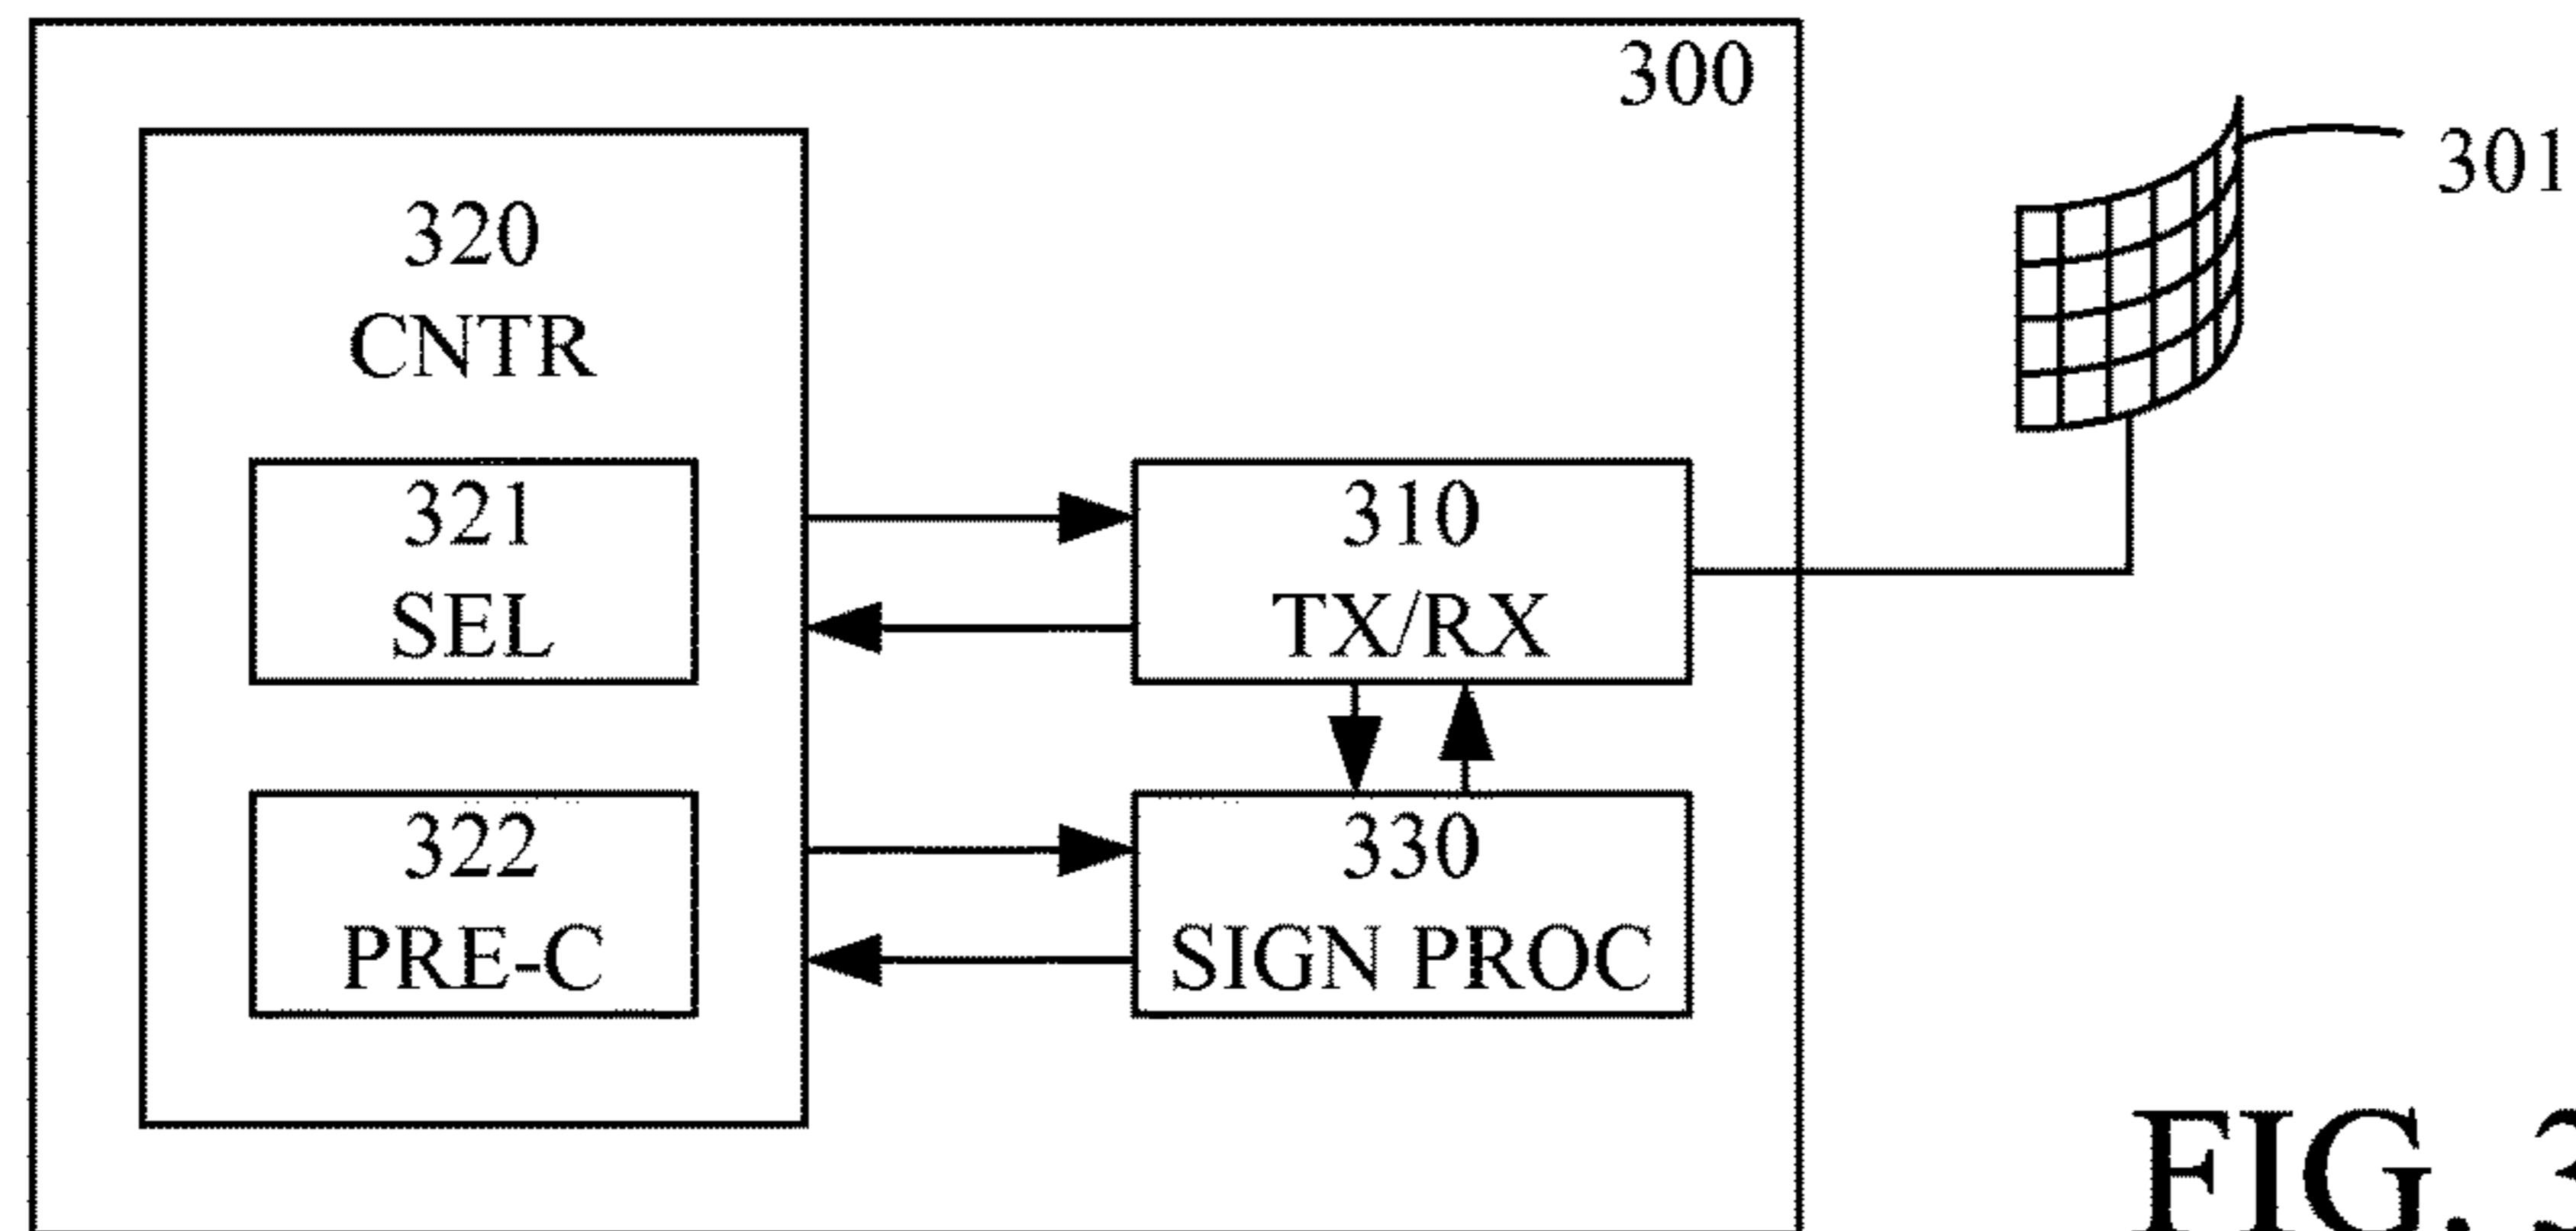 300
301
320
CNTR
321
SEL
310
TX/RX
322
PRE-C
330
SIGN PROC
FIG. 3